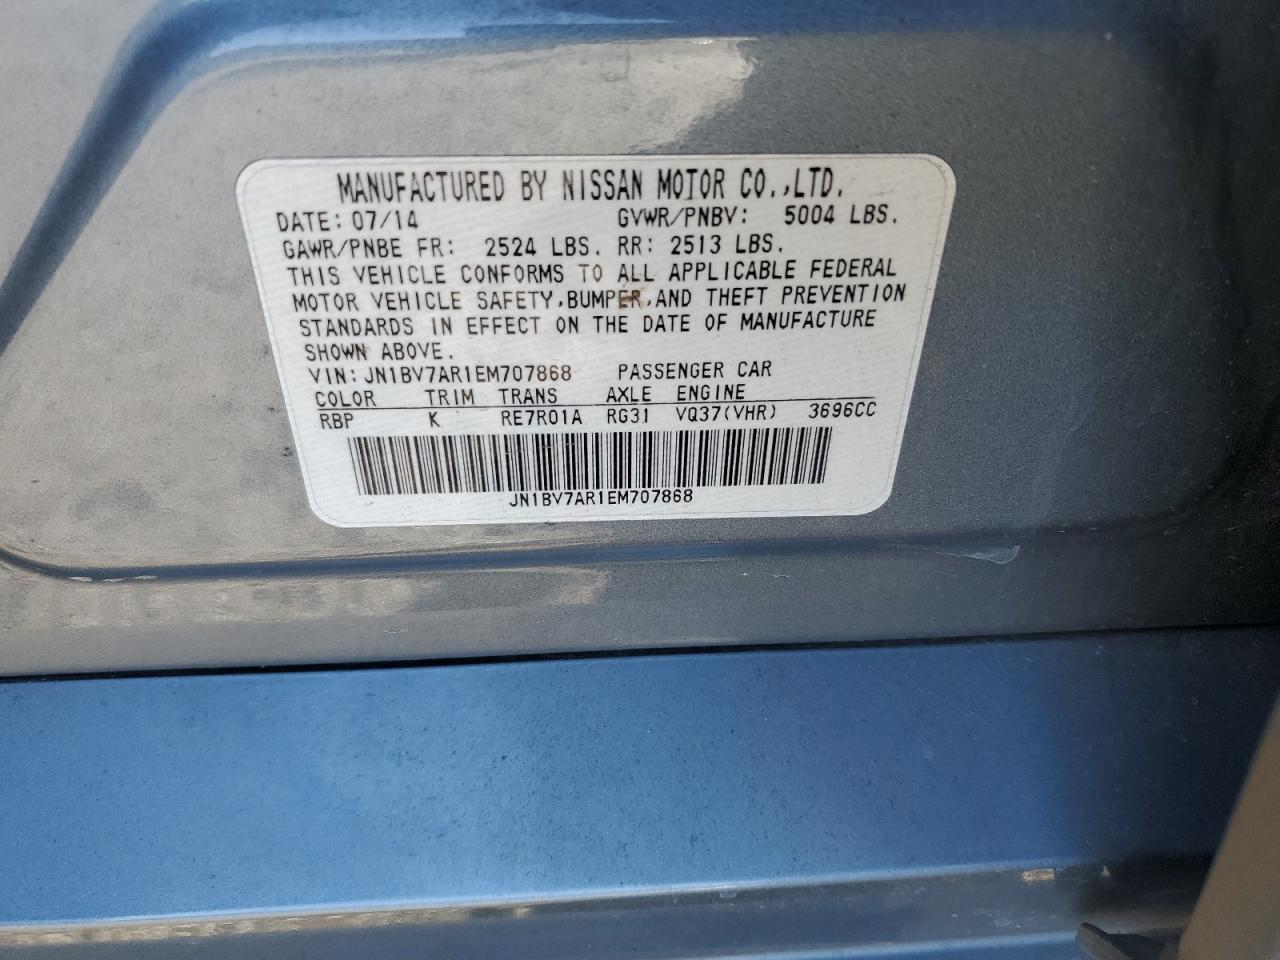 MANUFACTURED BY NISSAN MOTOR CO.,LTD.
DATE: 07/14 GVWR/PNBV: 5004 LBS.
GAWR/PNBE FR: 2524 LBS. RR: 2513 LBS.
THIS VEHICLE CONFORMS TO ALL APPLICABLE FEDERAL
MOTOR VEHICLE SAFETY,BUMPER,AND THEFT PREVENTION
STANDARDS IN EFFECT ON THE DATE OF MANUFACTURE
SHOWN ABOVE.
VIN: JN1BV7AR1EM707868 PASSENGER CAR
COLOR TRIM TRANS AXLE ENGINE
RBP K RE7R01A RG31 VQ37(VHR) 3696CC
JN1BV7AR1EM707868